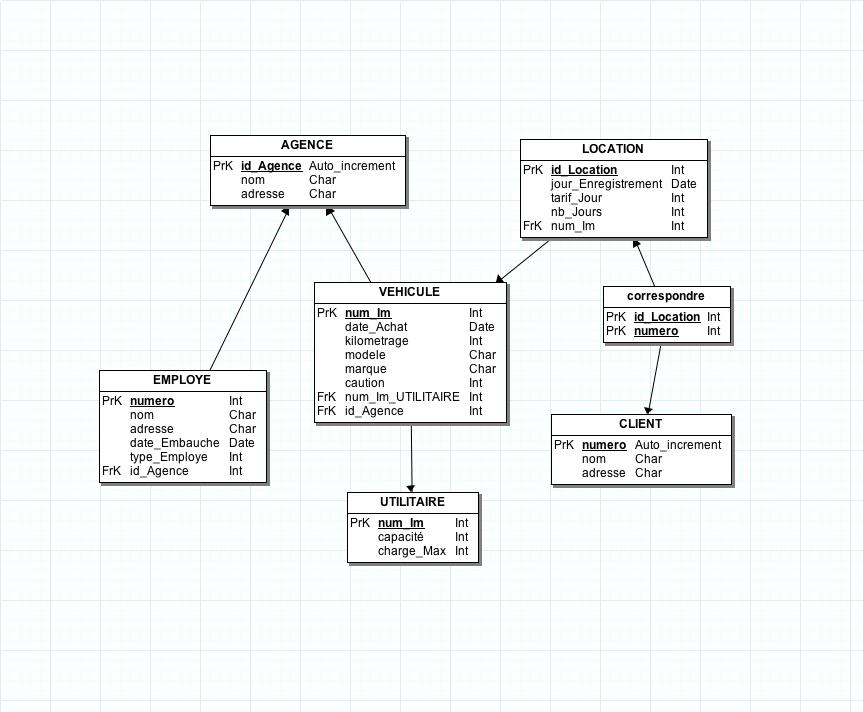 AGENCE
PrK id_Agence Auto_increment
nom Char
adresse Char
LOCATION
PrK id_Location Int
jour_Enregistrement Date
tarif_Jour Int
nb_Jours Int
FrK num_Im Int
VEHICULE
PrK num_Im Int
date_Achat Date
kilometrage Int
modele Char
marque Char
caution Int
FrK num_Im_UTILITAIRE Int
FrK id_Agence Int
correspondre
PrK id_Location Int
PrK numero Int
EMPLOYE
PrK numero Int
nom Char
adresse Char
date_Embauche Date
type_Employe Int
FrK id_Agence Int
CLIENT
PrK numero Auto_increment
nom Char
adresse Char
UTILITAIRE
PrK num_Im Int
capacité Int
charge_Max Int